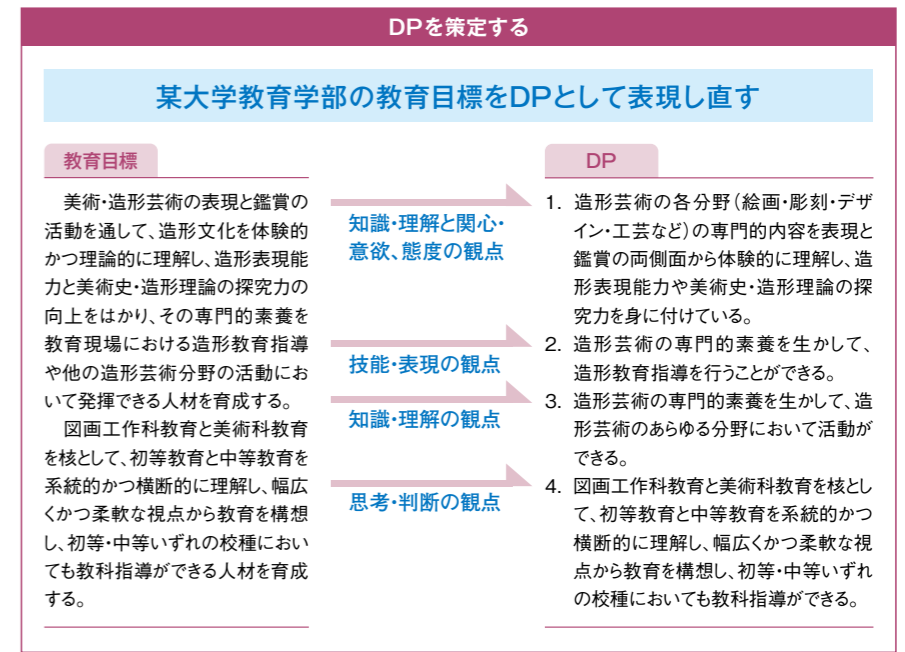 DPを策定する
某大学教育学部の教育目標をDPとして表現し直す
教育目標
美術・造形芸術の表現と鑑賞の
活動を通して、造形文化を体験的
かつ理論的に理解し、造形表現能
力と美術史・造形理論の探究力の
向上をはかり、その専門的素養を
教育現場における造形教育指導
や他の造形芸術分野の活動にお
いて発揮できる人材を育成する。
図画工作科教育と美術科教育
を核として、初等教育と中等教育を
系統的かつ横断的に理解し、幅広
くかつ柔軟な視点から教育を構想
し、初等・中等いずれの校種におい
ても教科指導ができる人材を育成
する。
知識・理解と関心・
意欲、態度の観点
技能・表現の観点
知識・理解の観点
思考・判断の観点
DP
1. 造形芸術の各分野（絵画・彫刻・デザ
イン・工芸など）の専門的内容を表現と
鑑賞の両側面から体験的に理解し、造
形表現能力や美術史・造形理論の探
究力を身に付けている。
2. 造形芸術の専門的素養を生かして、
造形教育指導を行うことができる。
3. 造形芸術の専門的素養を生かして、造
形芸術のあらゆる分野において活動が
できる。
4. 図画工作科教育と美術科教育を核とし
て、初等教育と中等教育を系統的かつ
横断的に理解し、幅広くかつ柔軟な視
点から教育を構想し、初等・中等いずれ
の校種においても教科指導ができる。